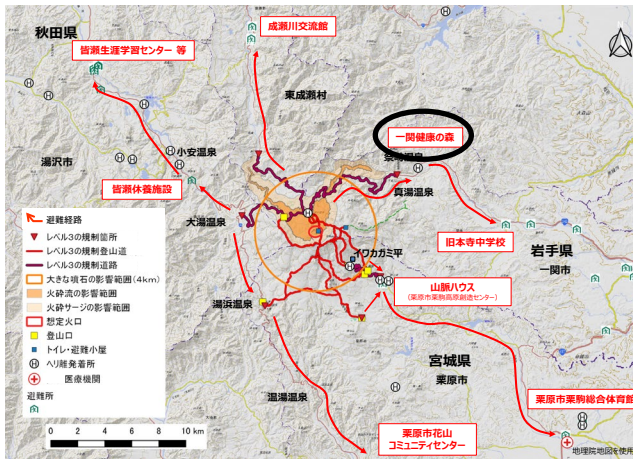 成瀬川交流館
秋田県
皆瀬生涯学習センター 等
東成瀬村
一関健康の森
小安温泉
湯沢市
真湯温泉
皆瀬休養施設
大湯温泉
旧本寺中学校
岩手県
一関市
イワカガミ平
山脈ハウス
(栗原市栗駒高原創造センター)
湯浜温泉
宮城県
栗原市
温湯温泉
栗原市花山
コミュニティセンター
栗原市栗駒総合体育館
避難経路
レベル3の規制箇所
レベル3の規制登山道
レベル3の規制道路
大きな噴石の影響範囲(4km)
火砕流の影響範囲
火砕サージの影響範囲
想定火口
登山口
トイレ・避難小屋
ヘリ離発着所
医療機関
避難所
0 2 4 6 8 10 km
地理院地図を使用